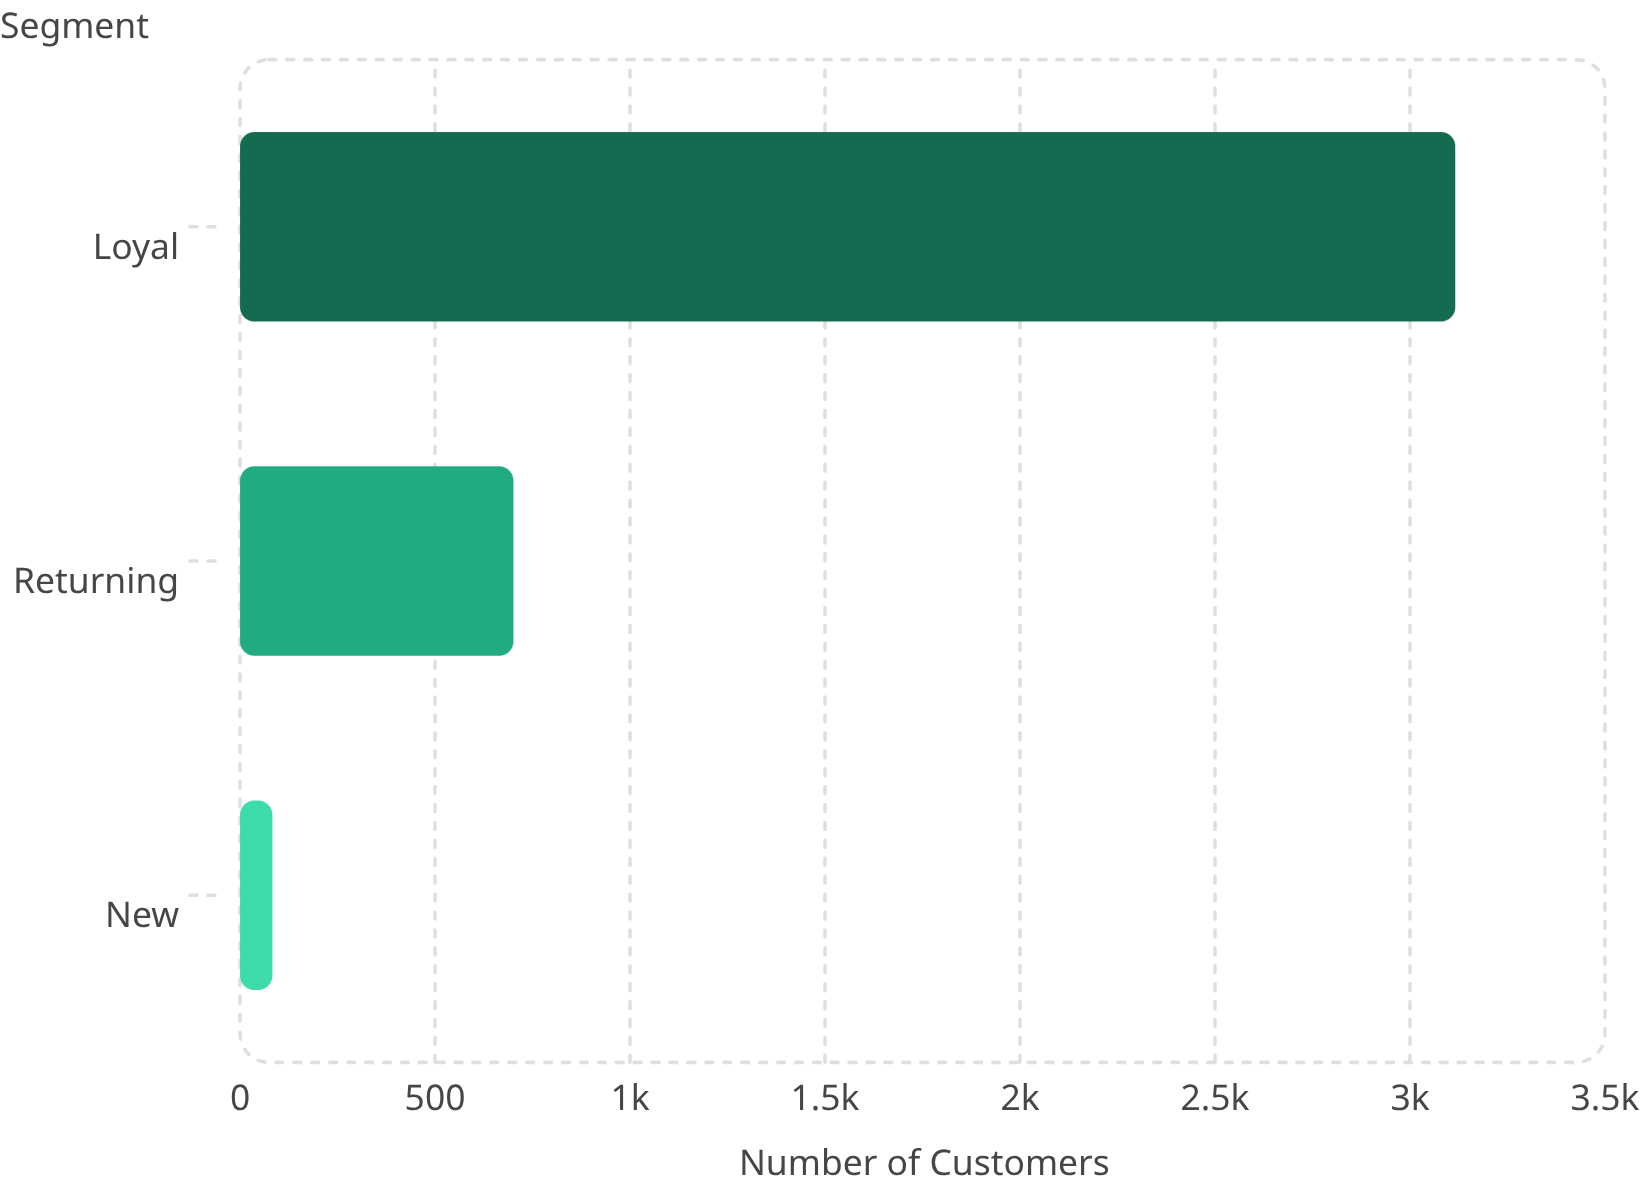 Segment
Loyal
Returning
New
0 500 1k 1.5k 2k 2.5k 3k 3.5k
Number of Customers